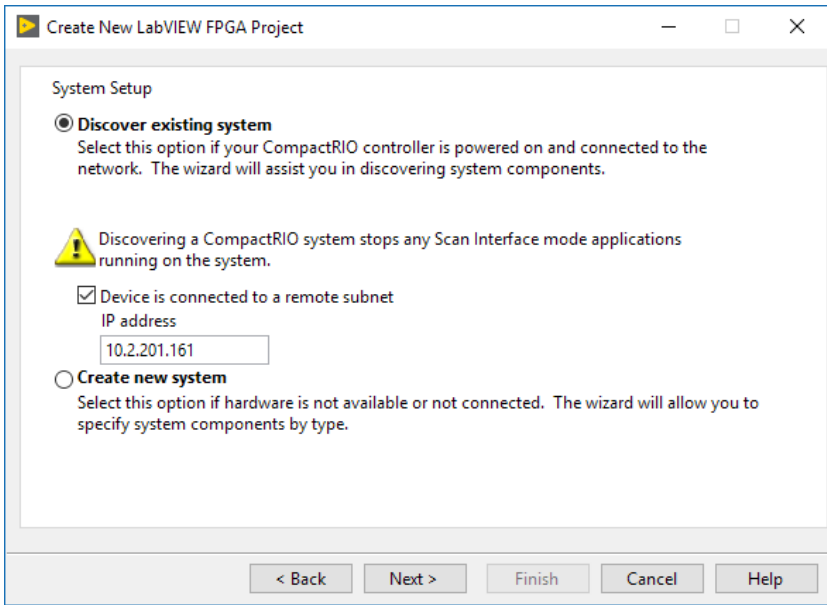 Create New LabVIEW FPGA Project
System Setup
Discover existing system
Select this option if your CompactRIO controller is powered on and connected to the
network. The wizard will assist you in discovering system components.
Discovering a CompactRIO system stops any Scan Interface mode applications
running on the system.
Device is connected to a remote subnet
IP address
10.2.201.161
Create new system
Select this option if hardware is not available or not connected. The wizard will allow you to
specify system components by type.
< Back Next > Finish Cancel Help